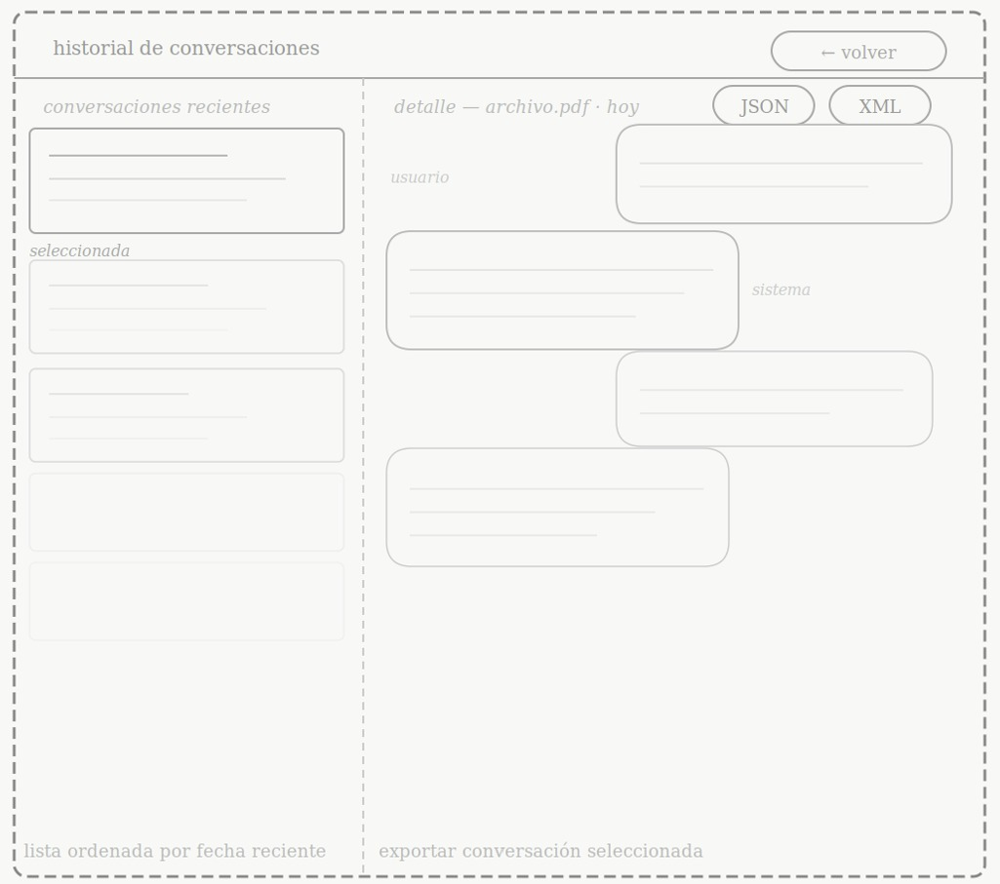 historial de conversaciones
← volver
conversaciones recientes
detalle — archivo.pdf · hoy
JSON
XML
usuario
seleccionada
sistema
lista ordenada por fecha reciente
exportar conversación seleccionada